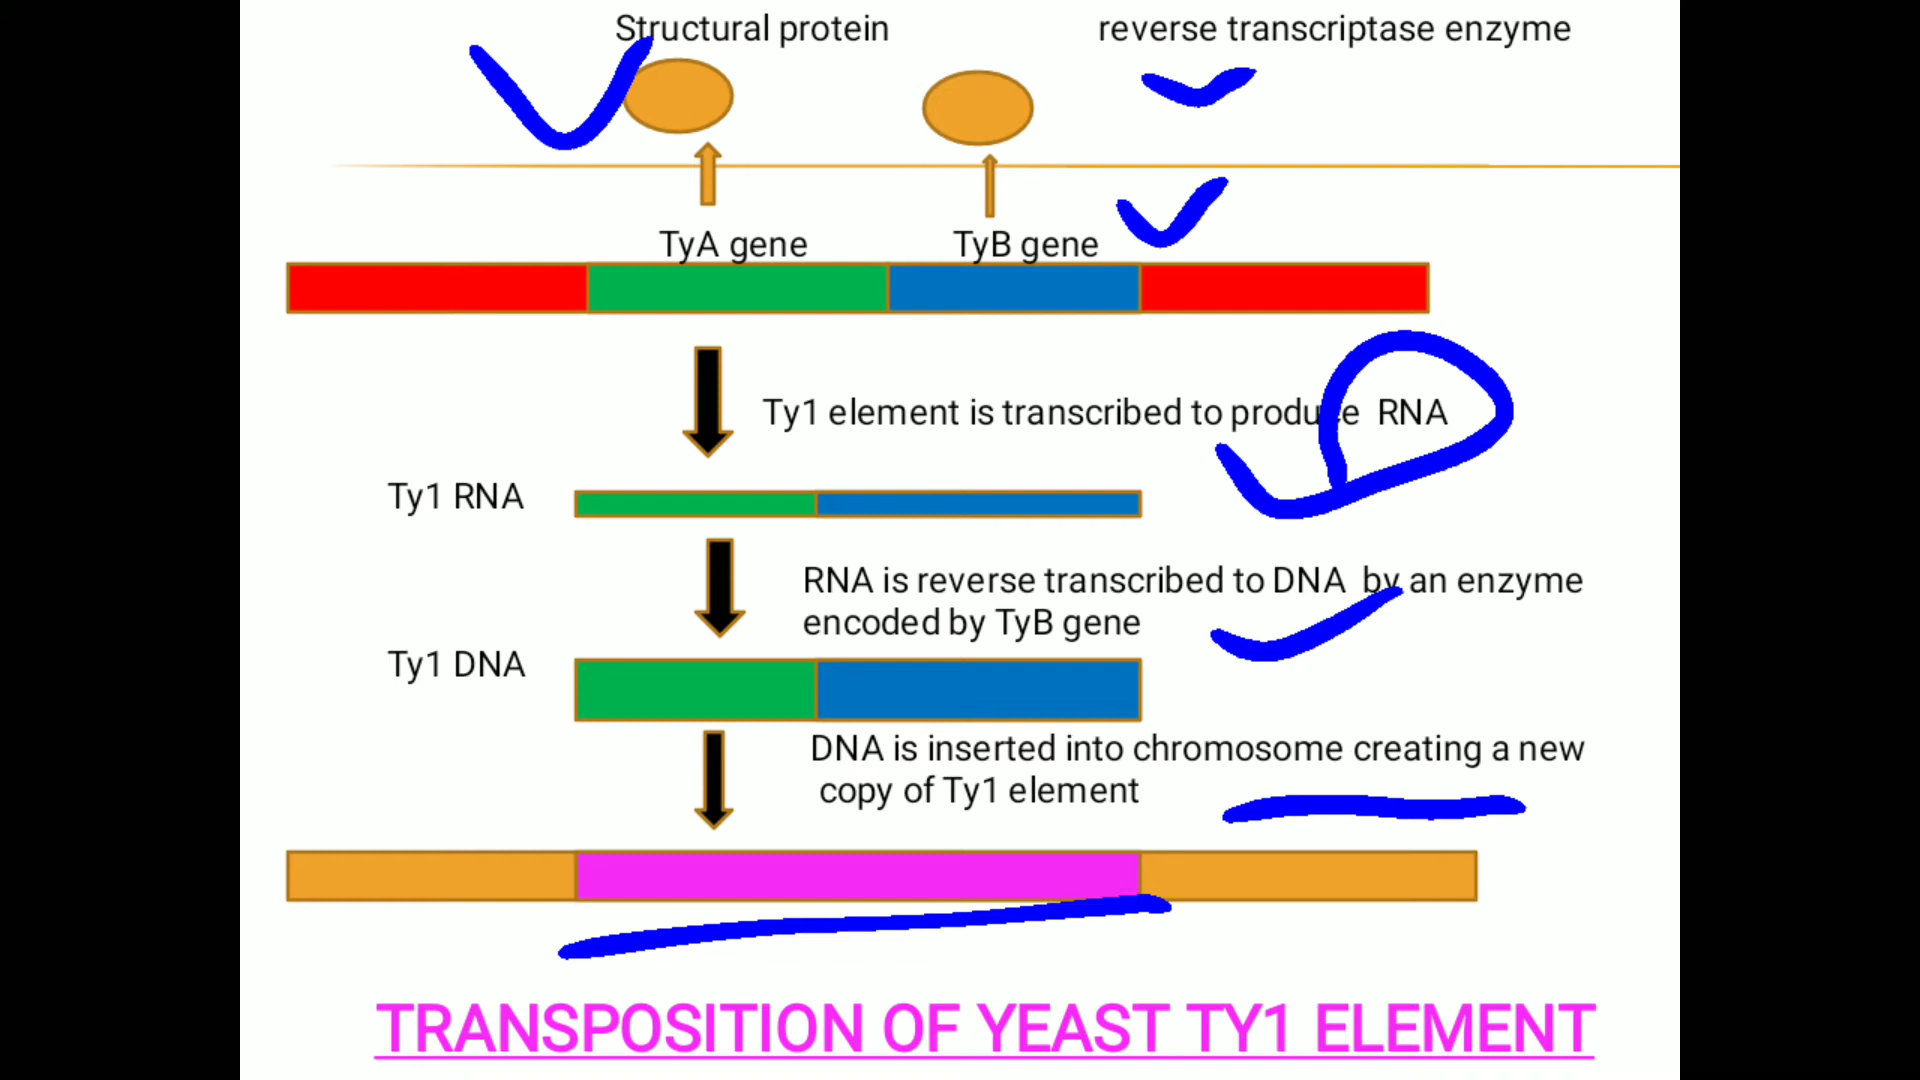 Structural protein
reverse transcriptase enzyme
TyA gene
TyB gene
Ty1 element is transcribed to produce RNA
Ty1 RNA
RNA is reverse transcribed to DNA by an enzyme
encoded by TyB gene
Ty1 DNA
DNA is inserted into chromosome creating a new
copy of Ty1 element
TRANSPOSITION OF YEAST TY1 ELEMENT